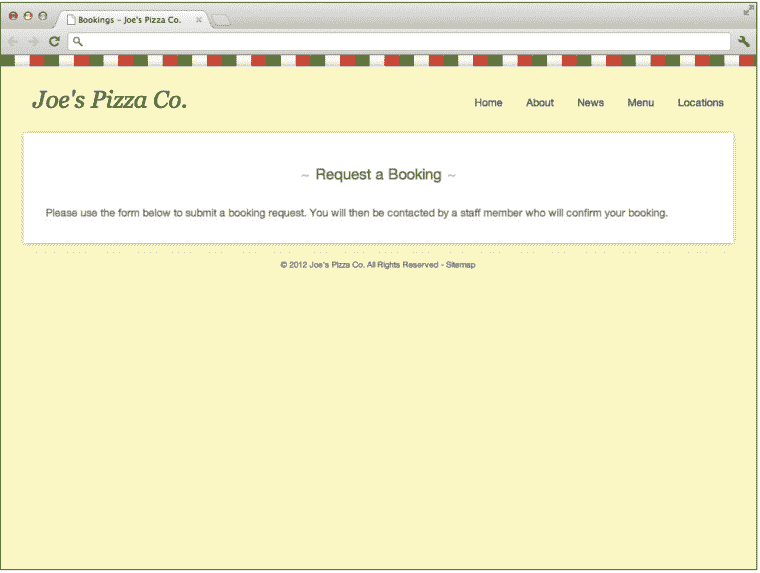 Bookings – Joe's Pizza Co.
Joe's Pizza Co.
Home About News Menu Locations
~ Request a Booking ~
Please use the form below to submit a booking request. You will then be contacted by a staff member who will confirm your booking.
© 2012 Joe's Pizza Co. All Rights Reserved - Sitemap